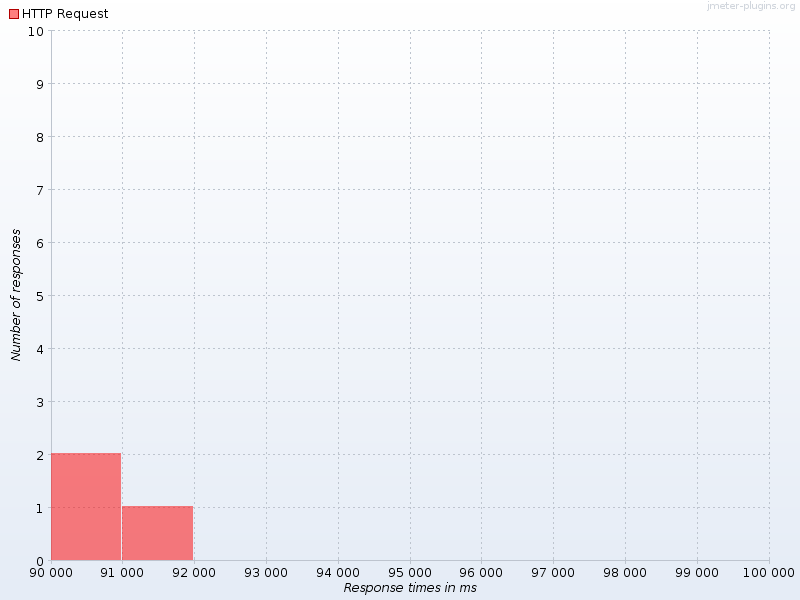 HTTP Request
jmeter-plugins.org
10
9
8
7
6
5
4
3
2
1
0
Number of responses
90 000 91 000 92 000 93 000 94 000 95 000 96 000 97 000 98 000 99 000 100 000
Response times in ms